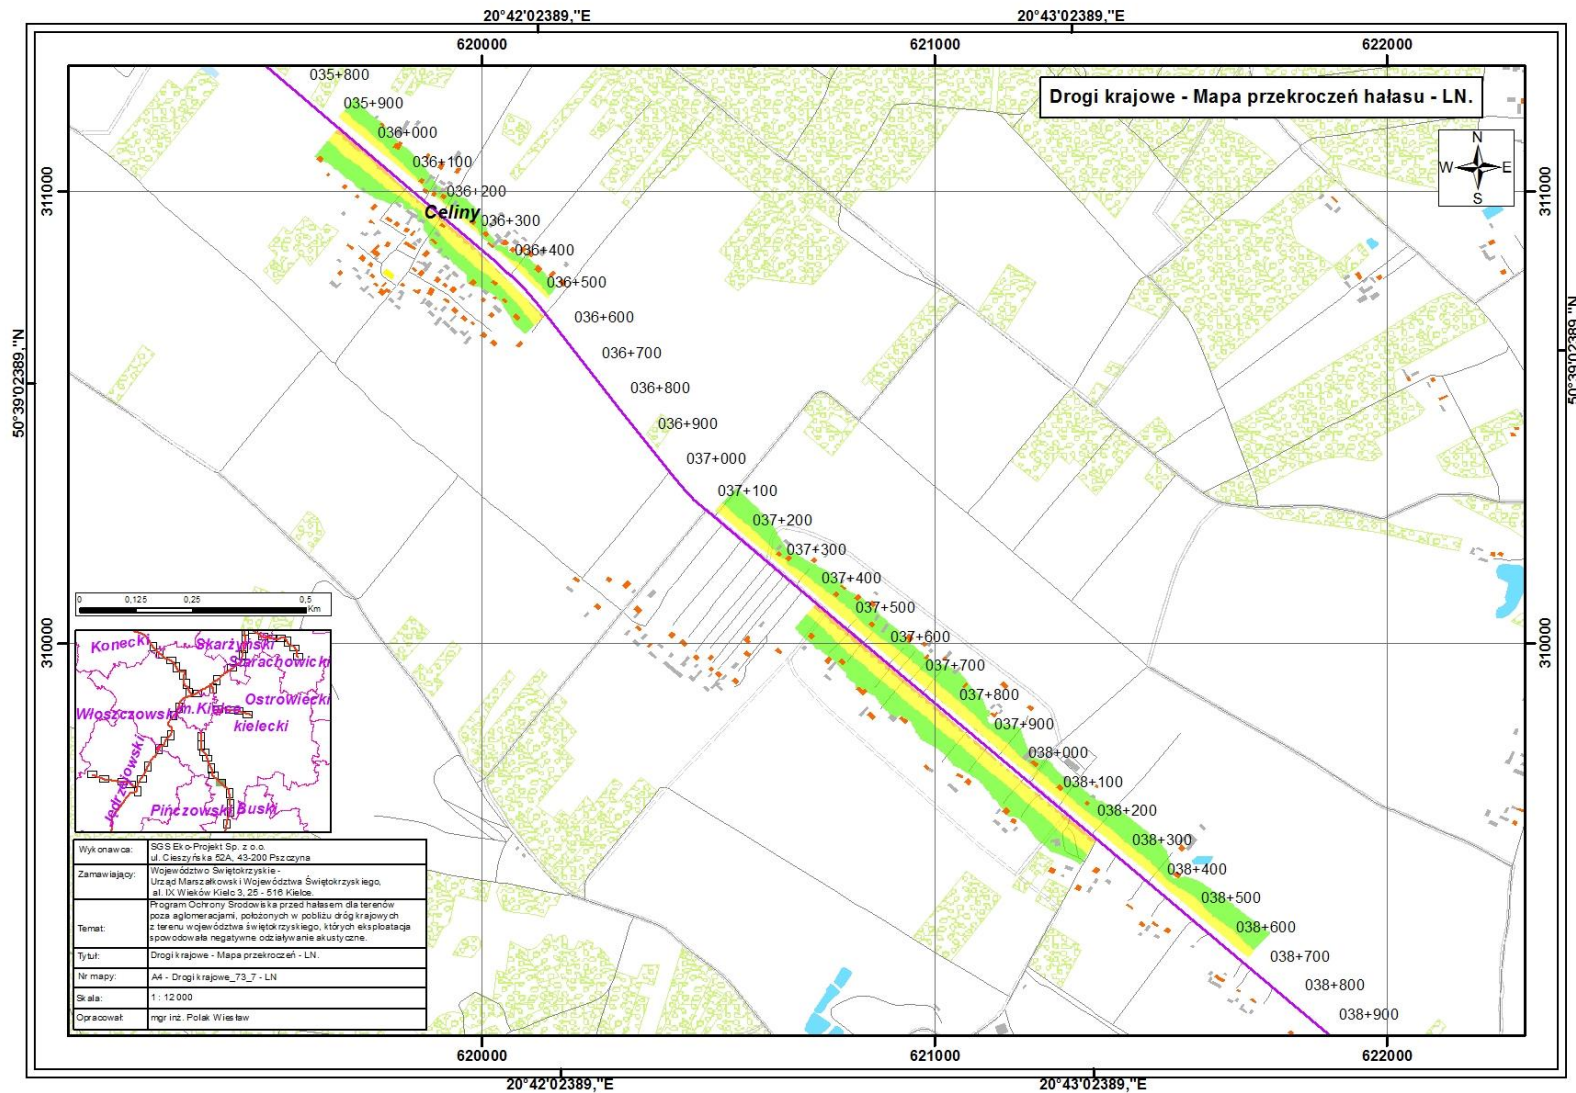 20°42'02389,"E
20°43'02389,"E
620000
621000
622000
Drogi krajowe - Mapa przekroczeń hałasu - LN.
N
W
E
S
311000
311000
50°39'02389,"N
50°39'02389,"N
310000
310000
035+800
035+900
036+000
036+100
036+200
Celiny
036+300
036+400
036+500
036+600
036+700
036+800
036+900
037+000
037+100
037+200
037+300
037+400
037+500
037+600
037+700
037+800
037+900
038+000
038+100
038+200
038+300
038+400
038+500
038+600
038+700
038+800
038+900
0
0,125
0,25
0,5
Km
Konecki
Skarżyński
Starachowicki
Ostrowiecki
Włoszczowski
m.Kielce
kielecki
Jędrzejowski
Pińczowski
Buski
Wykonawca:
SGS Eko-Projekt Sp. z o.o.
ul. Cieszyńska 52A, 43-200 Pszczyna
Zamawiający:
Województwo Świętokrzyskie -
Urząd Marszałkowski Województwa Świętokrzyskiego,
al. IX Wieków Kielc 3, 25 - 516 Kielce.
Temat:
Program Ochrony Środowiska przed hałasem dla terenów
poza aglomeracjami, położonych w pobliżu dróg krajowych
z terenu województwa świętokrzyskiego, których eksploatacja
spowodowała negatywne odziaływanie akustyczne.
Tytuł:
Drogi krajowe - Mapa przekroczeń - LN.
Nr mapy:
A4 - Drogi krajowe_73_7 - LN
Skala:
1 : 12 000
Opracował:
mgr inż. Polak Wiesław
620000
621000
622000
20°42'02389,"E
20°43'02389,"E